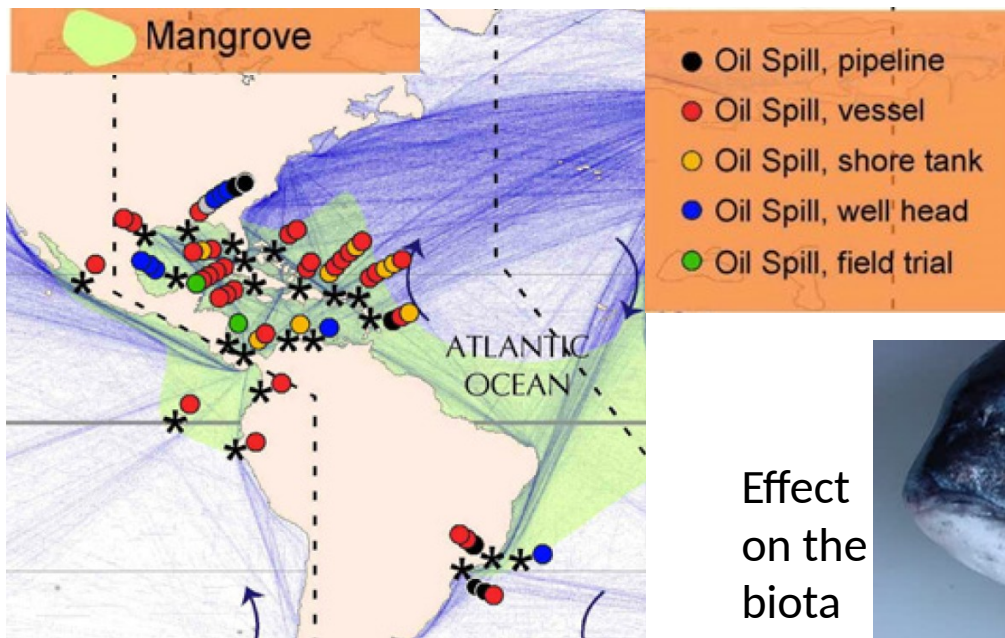 Mangrove
Oil Spill, pipeline
Oil Spill, vessel
Oil Spill, shore tank
Oil Spill, well head
Oil Spill, field trial
ATLANTIC
OCEAN
Effect
on the
biota